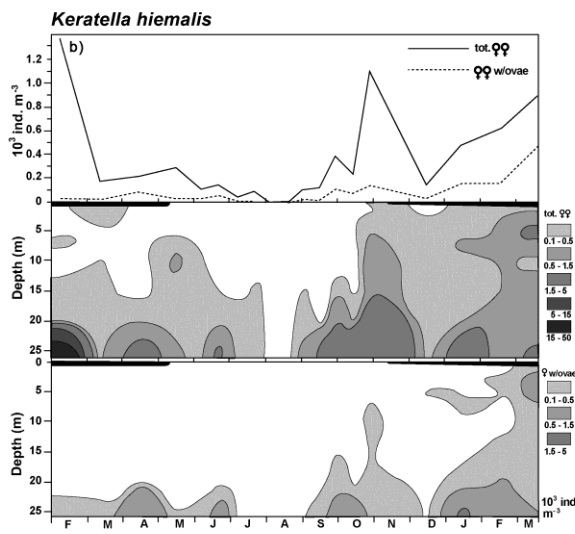 Keratella hiemalis
b)
tot. ♀♀
♀♀ w/ovae
10³ ind. m⁻³
1.2
1.0
0.8
0.6
0.4
0.2
0
Depth (m)
5
10
15
20
25
tot. ♀♀
0.1 - 0.5
0.5 - 1.5
1.5 - 5
5 - 15
15 - 50
Depth (m)
0
5
10
15
20
25
♀ w/ovae
0.1 - 0.5
0.5 - 1.5
1.5 - 5
10³ ind
m⁻³
F M A M J J A S O N D J F M